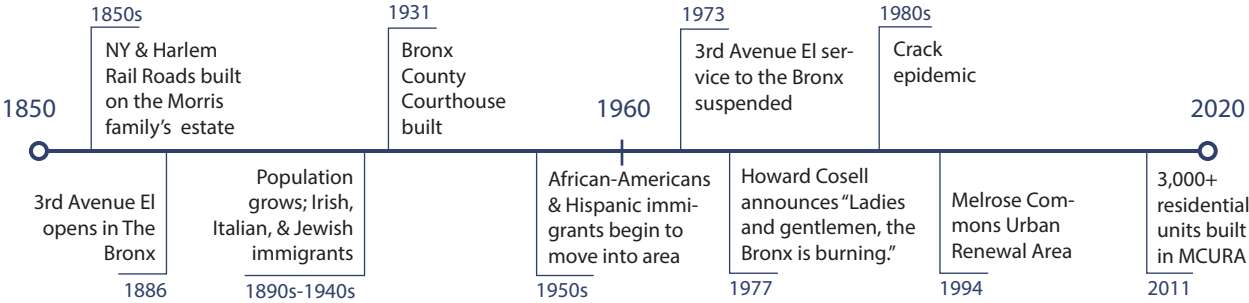 1850
1850s
NY & Harlem
Rail Roads built
on the Morris
family's estate
3rd Avenue El
opens in The
Bronx
1886
Population
grows; Irish,
Italian, & Jewish
immigrants
1890s-1940s
1931
Bronx
County
Courthouse
built
African-Americans
& Hispanic immi-
grants begin to
move into area
1950s
1960
1973
3rd Avenue El ser-
vice to the Bronx
suspended
Howard Cosell
announces “Ladies
and gentlemen, the
Bronx is burning.”
1977
1980s
Crack
epidemic
Melrose Com-
mons Urban
Renewal Area
1994
3,000+
residential
units built
in MCURA
2011
2020